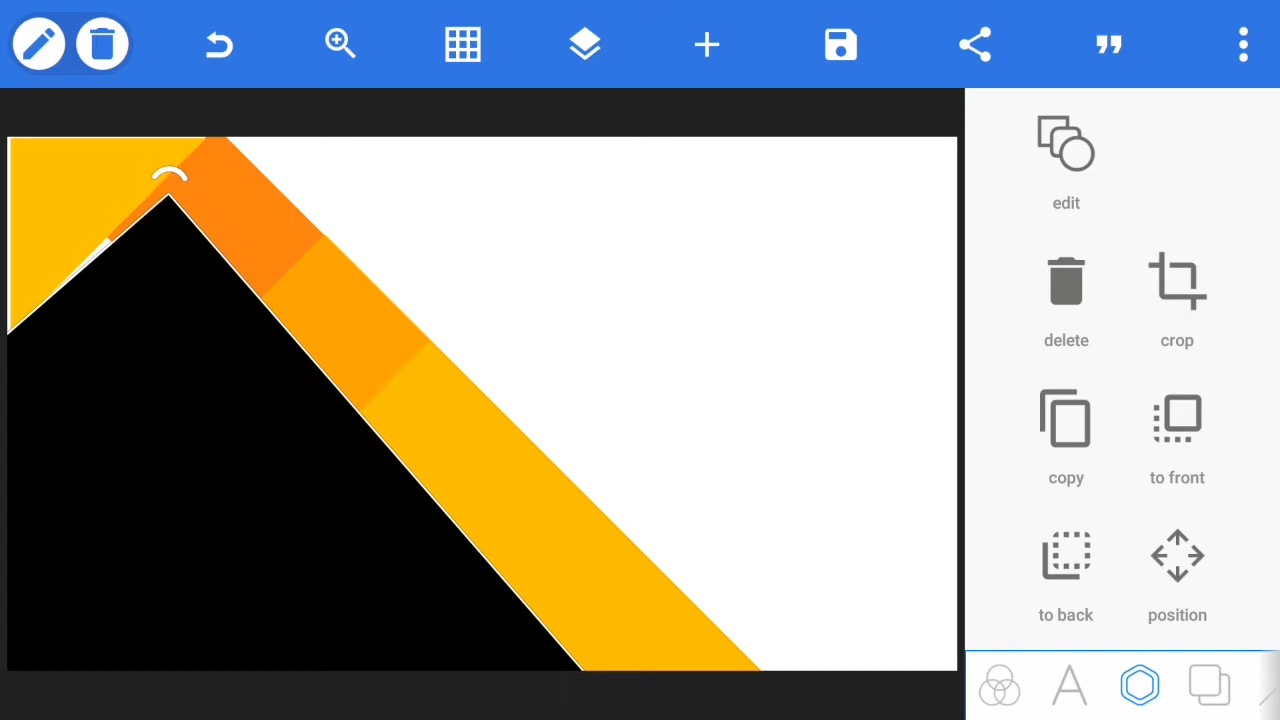 edit
delete
crop
copy
to front
to back
position